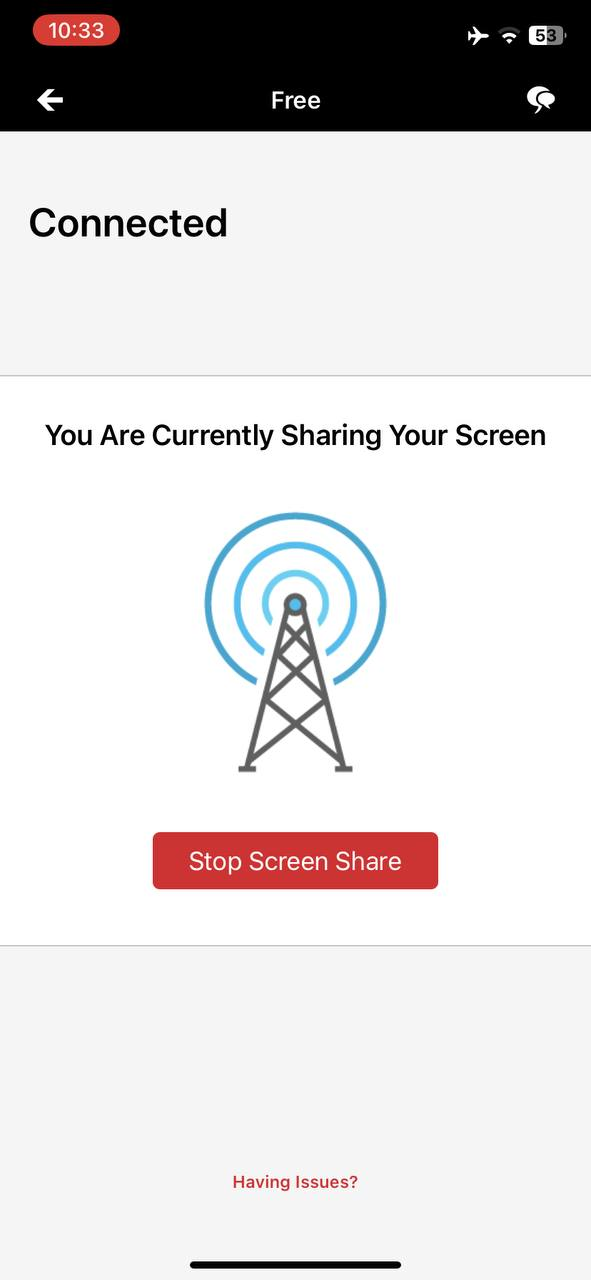 10:33
53
Free
Connected
You Are Currently Sharing Your Screen
Stop Screen Share
Having Issues?